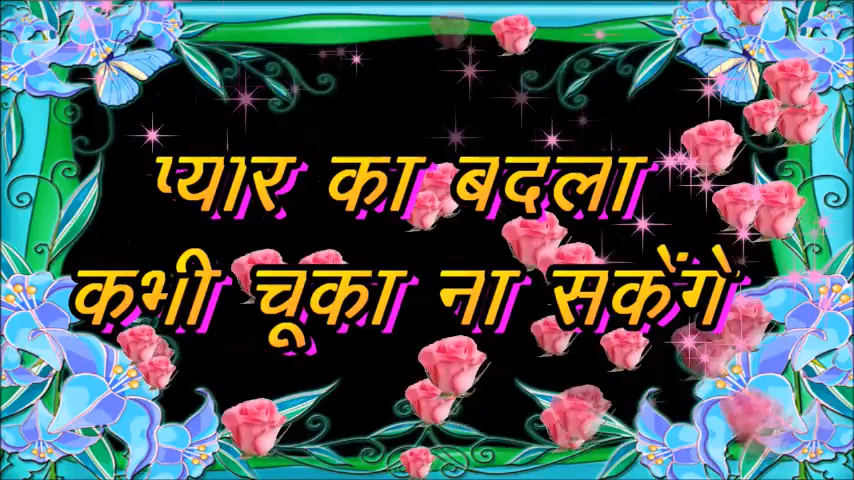 प्यार का बदला
कभी चूका ना सकेंगे